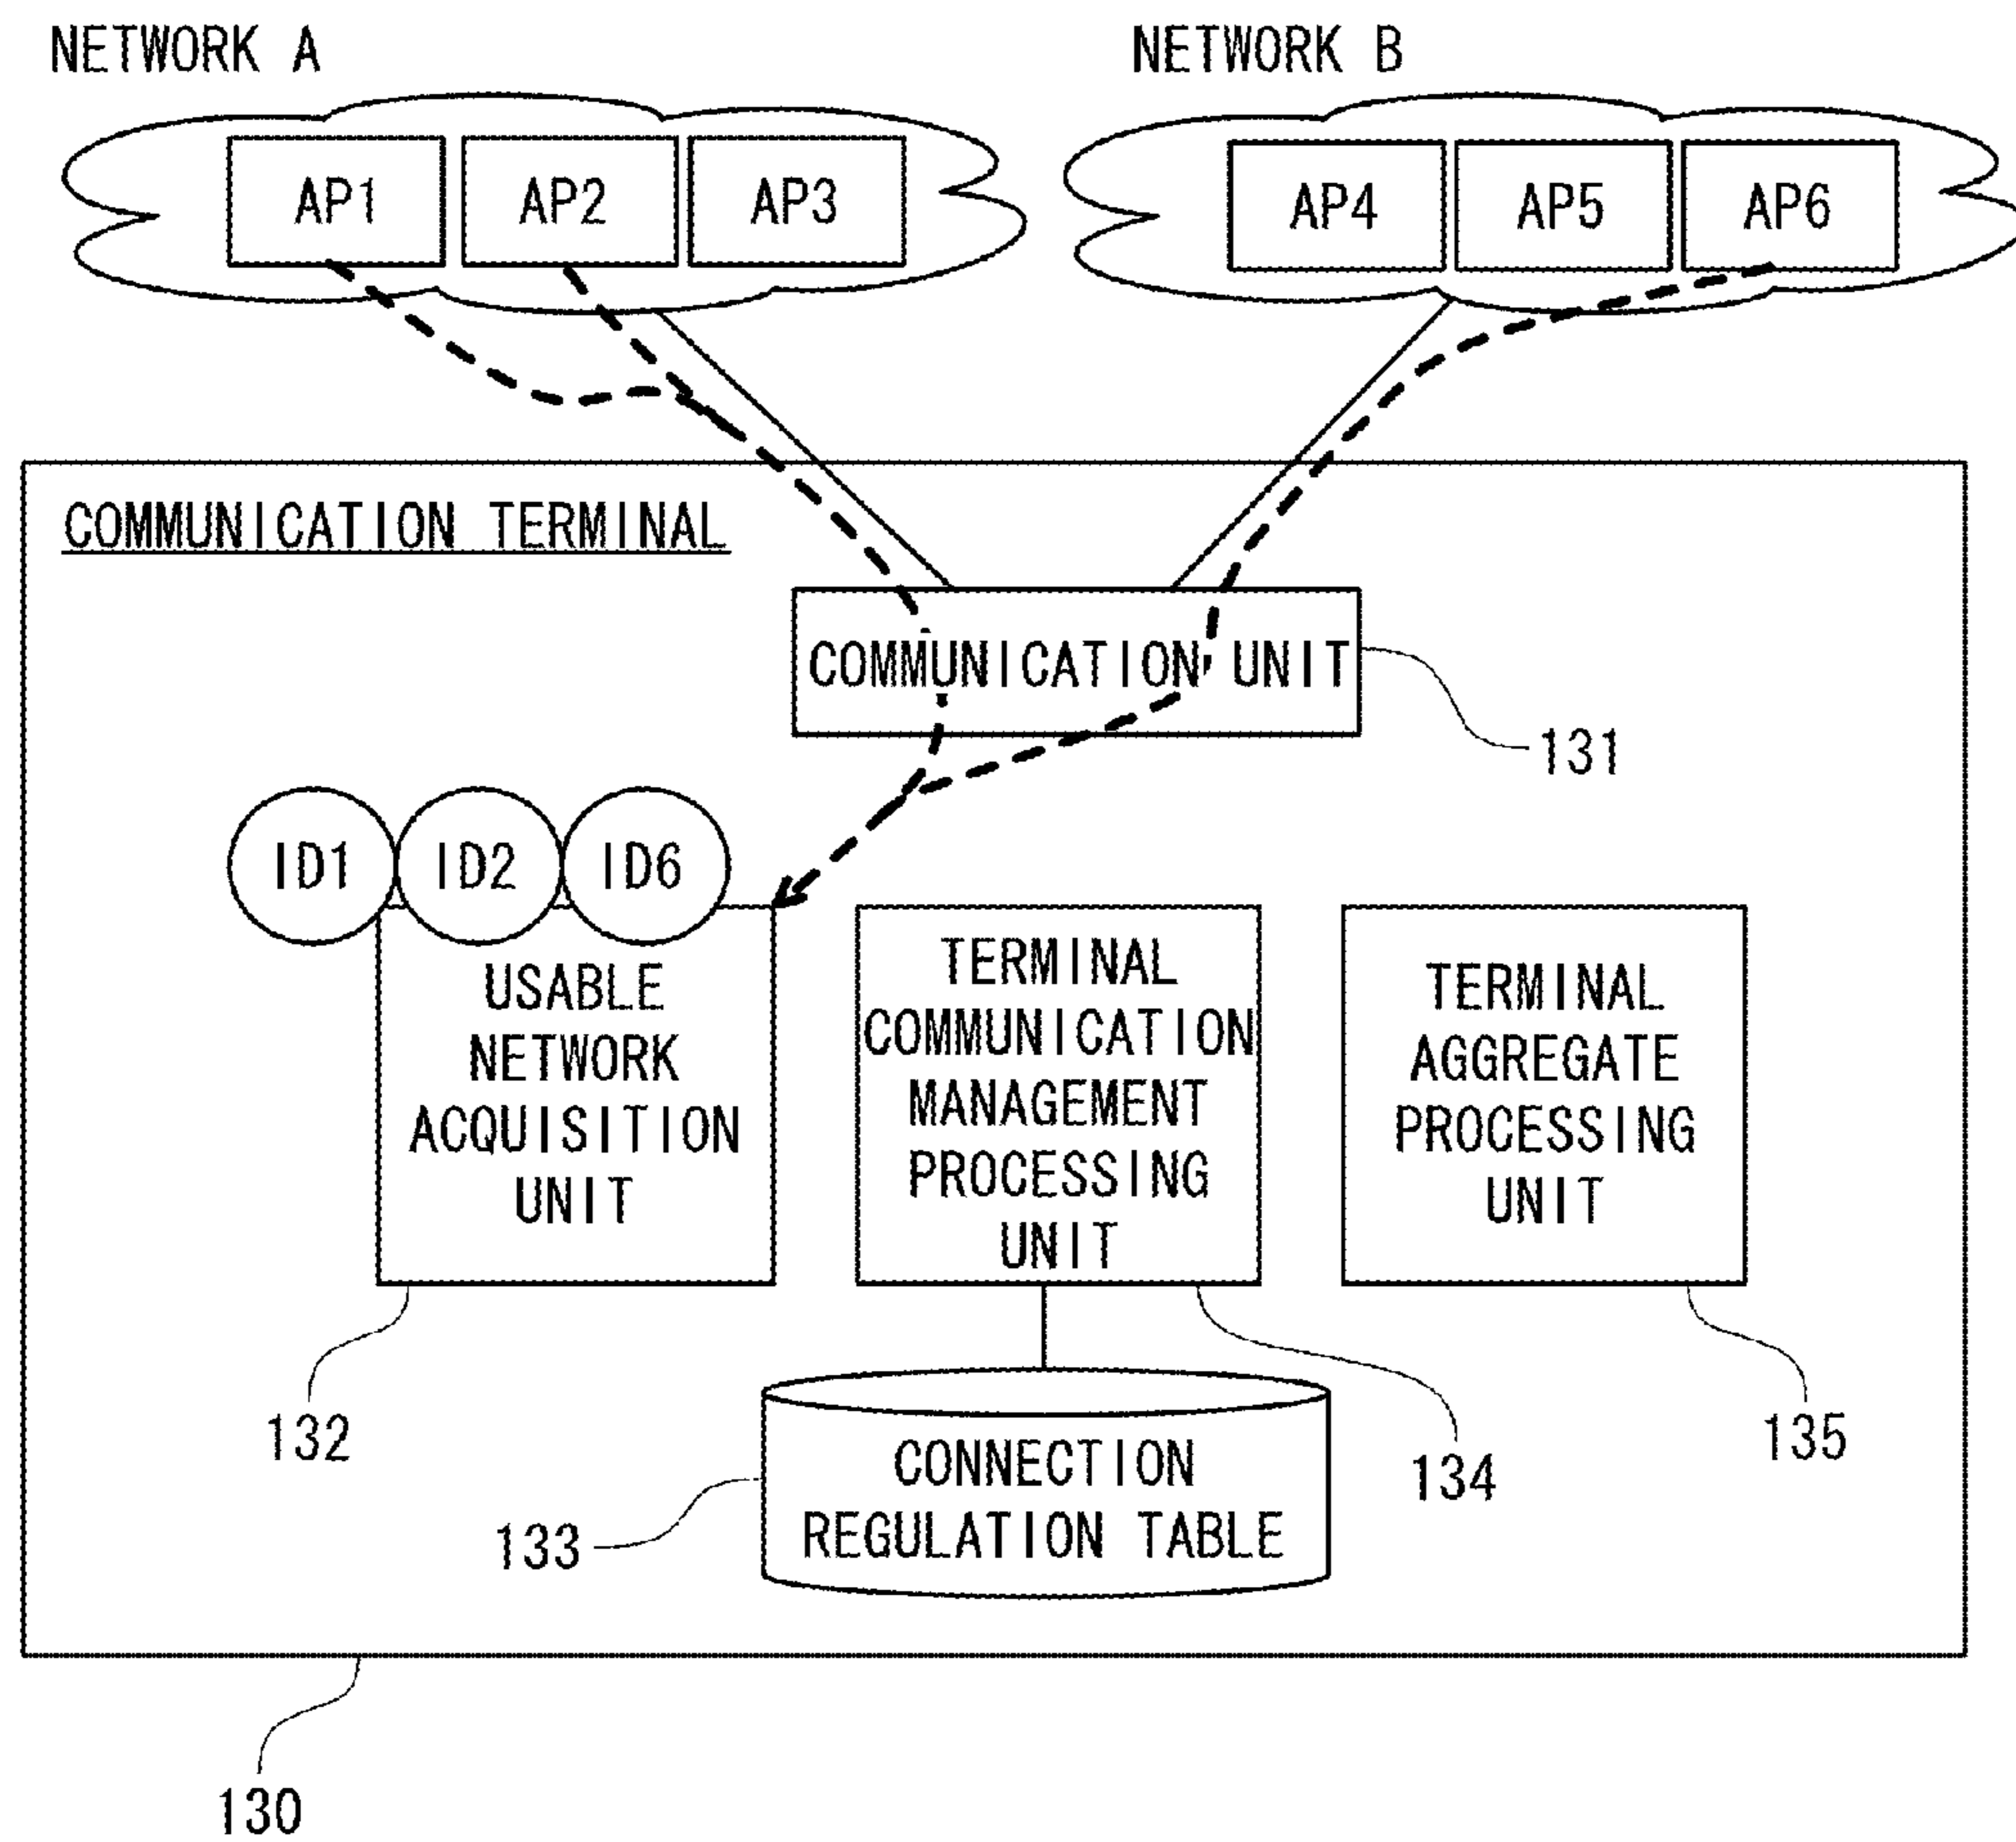 NETWORK A
NETWORK B
AP1
AP2
AP3
AP4
AP5
AP6
COMMUNICATION TERMINAL
COMMUNICATION UNIT
131
ID1
ID2
ID6
USABLE
NETWORK
ACQUISITION
UNIT
TERMINAL
COMMUNICATION
MANAGEMENT
PROCESSING
UNIT
TERMINAL
AGGREGATE
PROCESSING
UNIT
132
134
135
CONNECTION
REGULATION TABLE
133
130